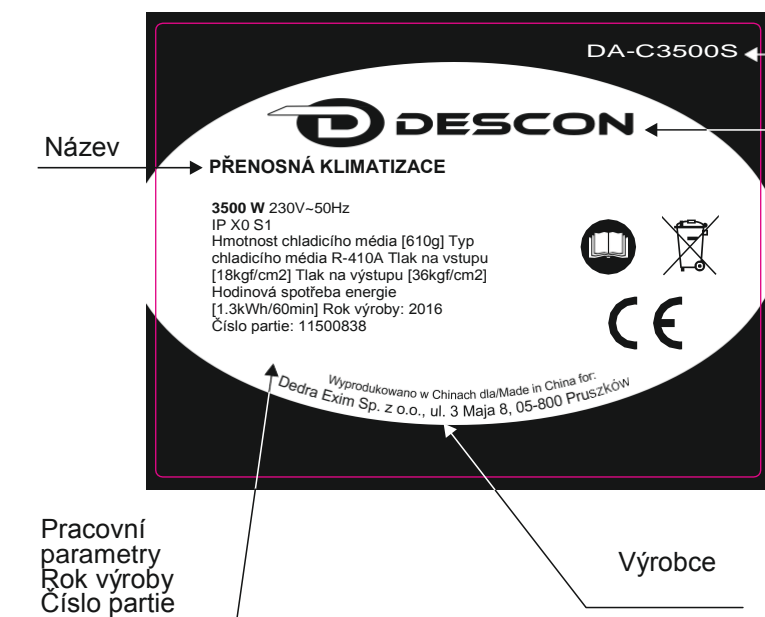 DA-C3500S
DESCON
Název
PŘENOSNÁ KLIMATIZACE
3500 W 230V~50Hz
IP X0 S1
Hmotnost chladicího média [610g] Typ
chladicího média R-410A Tlak na vstupu
[18kgf/cm2] Tlak na výstupu [36kgf/cm2]
Hodinová spotřeba energie
[1.3kWh/60min] Rok výroby: 2016
Číslo partie: 11500838
CE
Wyprodukowano w Chinach dla/Made in China for:
Dedra Exim Sp. z o.o., ul. 3 Maja 8, 05-800 Pruszków
Pracovní
parametry
Rok výroby
Číslo partie
Výrobce